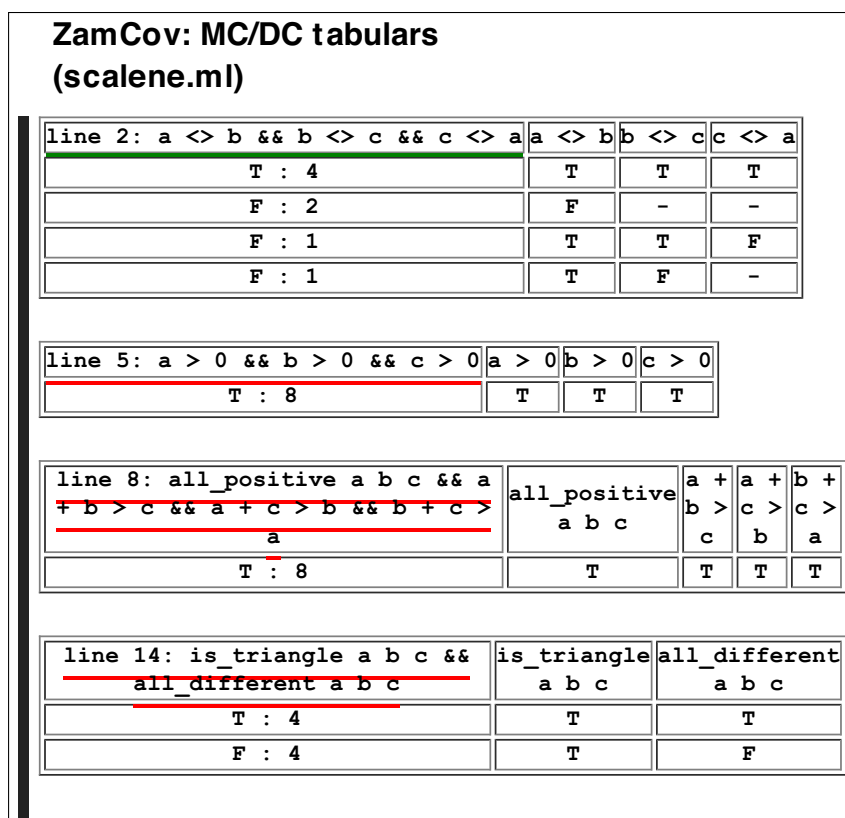 ZamCov: MC/DC tabulars
(scalene.ml)
line 2: a <> b && b <> c && c <> a a <> b b <> c c <> a
T : 4 T T T
F : 2 F - -
F : 1 T T F
F : 1 T F -
line 5: a > 0 && b > 0 && c > 0 a > 0 b > 0 c > 0
T : 8 T T T
line 8: all_positive a b c && a
+ b > c && a + c > b && b + c >
a
all_positive
a b c
a +
b >
c
a +
c >
b
b +
c >
a
T : 8 T T T T
line 14: is_triangle a b c &&
all_different a b c
is_triangle
a b c
all_different
a b c
T : 4 T T
F : 4 T F